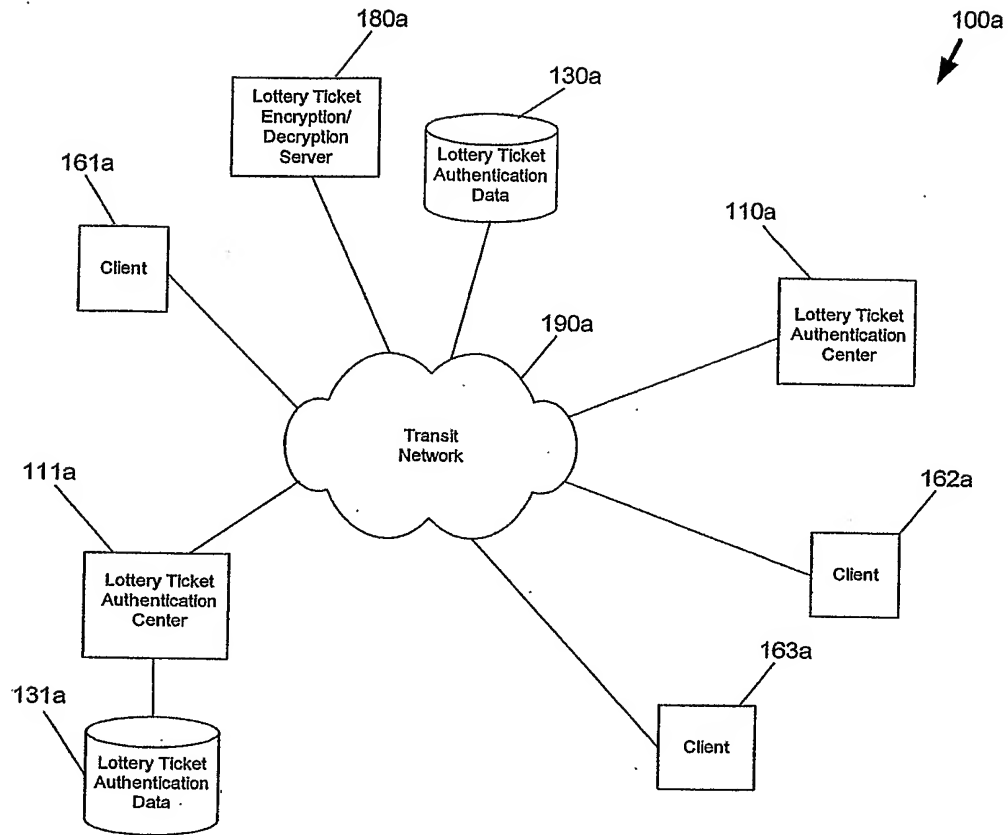 100a
180a
Lottery Ticket
Encryption/
Decryption
Server
130a
Lottery Ticket
Authentication
Data
161a
Client
110a
Lottery Ticket
Authentication
Center
190a
Transit
Network
111a
Lottery Ticket
Authentication
Center
162a
Client
163a
Client
131a
Lottery Ticket
Authentication
Data